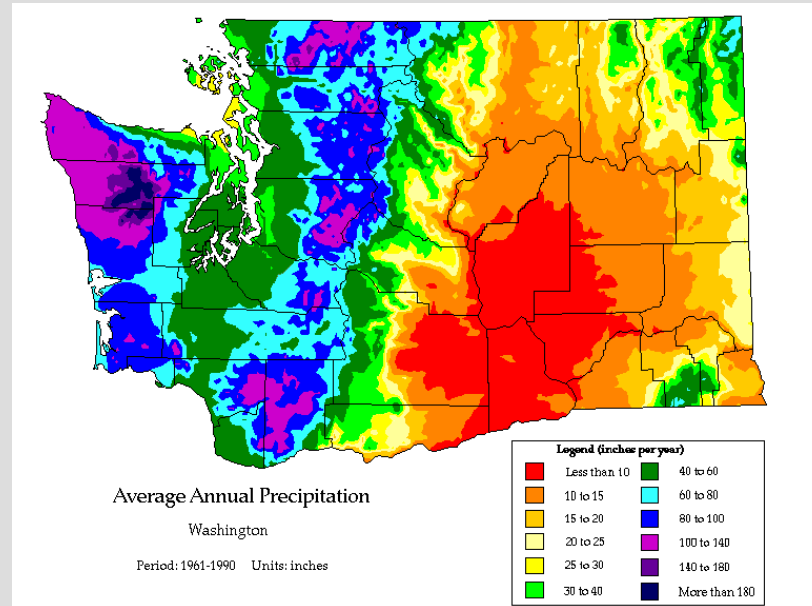 Average Annual Precipitation
Washington
Period: 1961-1990 Units: inches
Legend (inches per year)
Less than 10
10 to 15
15 to 20
20 to 25
25 to 30
30 to 40
40 to 60
60 to 80
80 to 100
100 to 140
140 to 180
More than 180